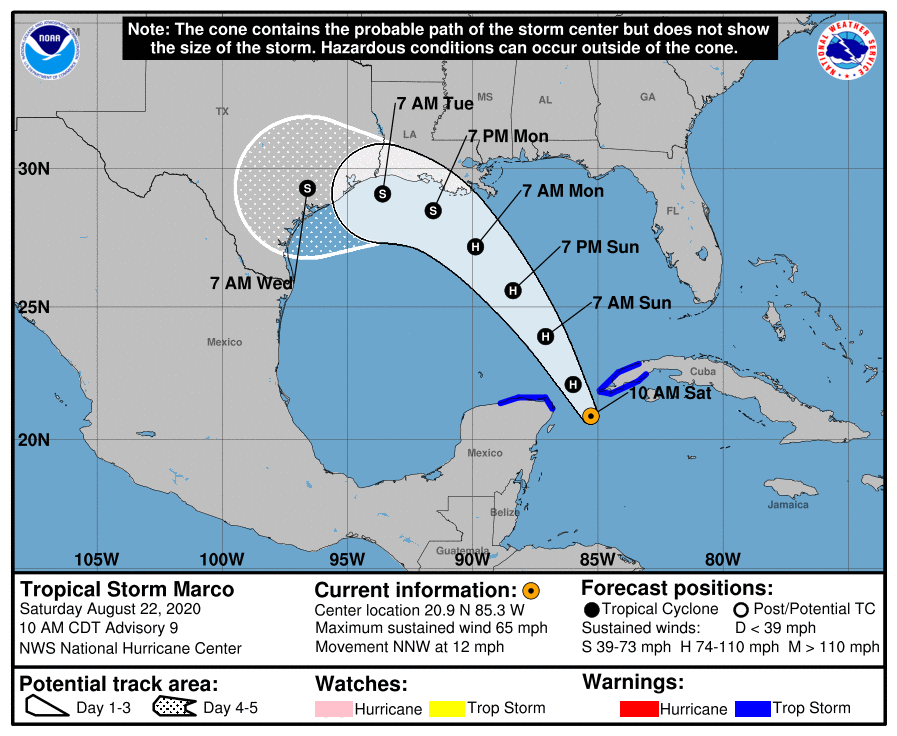 Note: The cone contains the probable path of the storm center but does not show
the size of the storm. Hazardous conditions can occur outside of the cone.
NOAA
NATIONAL WEATHER SERVICE
TX
MS
AL
GA
LA
FL
7 AM Tue
7 PM Mon
7 AM Mon
7 PM Sun
7 AM Sun
10 AM Sat
7 AM Wed
S
S
S
H
H
H
H
30N
25N
20N
Mexico
Cuba
Mexico
Jamaica
Belize
Guatemala
105W
100W
95W
90W
85W
80W
Tropical Storm Marco
Saturday August 22, 2020
10 AM CDT Advisory 9
NWS National Hurricane Center
Current information:
Center location 20.9 N 85.3 W
Maximum sustained wind 65 mph
Movement NNW at 12 mph
Forecast positions:
Tropical Cyclone Post/Potential TC
Sustained winds: D < 39 mph
S 39-73 mph H 74-110 mph M > 110 mph
Potential track area:
Day 1-3 Day 4-5
Watches:
Hurricane Trop Storm
Warnings:
Hurricane Trop Storm